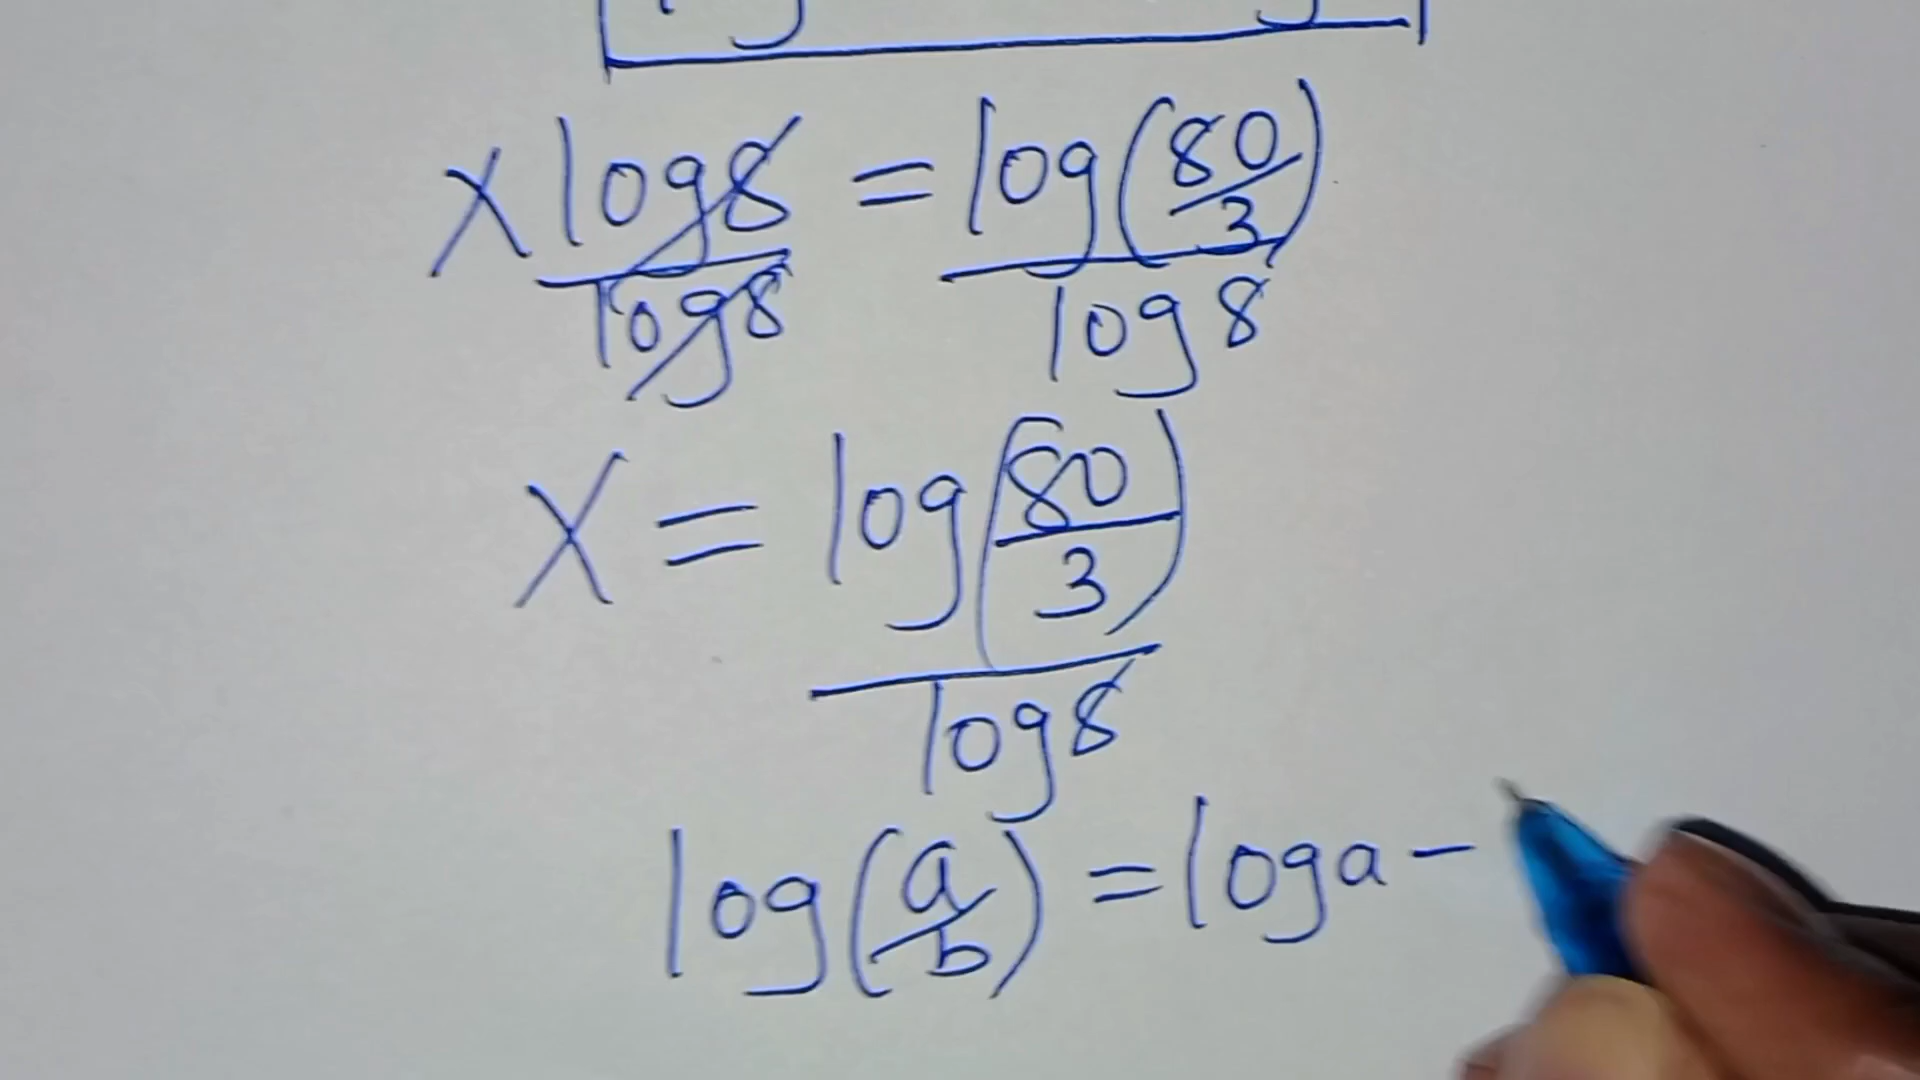 x log8/log8 = log(80/3)/log8
x = log(80/3)/log8
log(a/b) = loga −